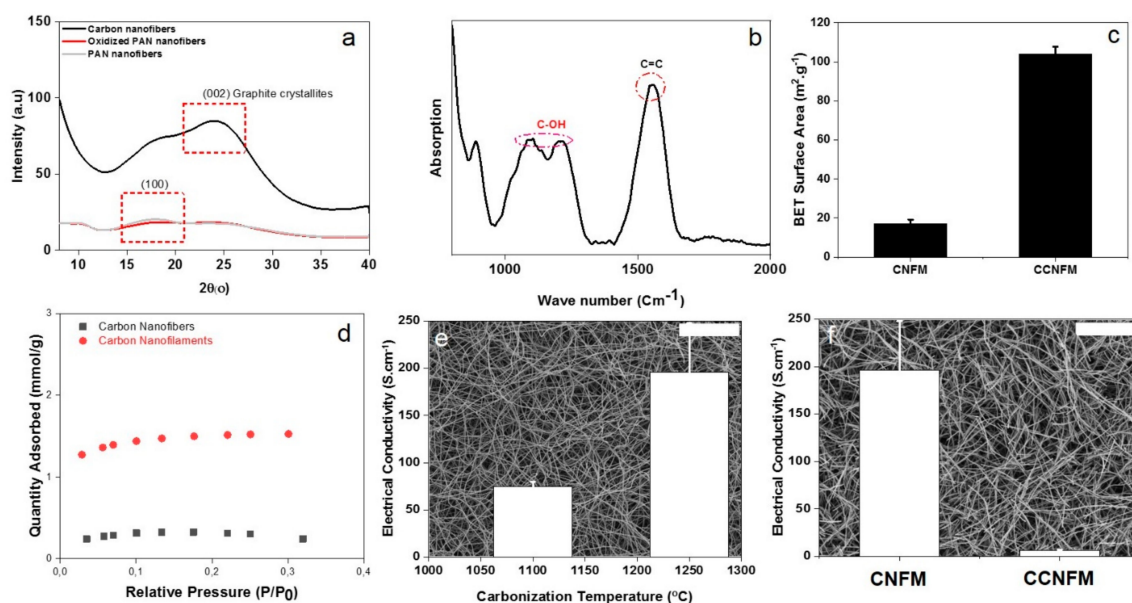 a
Carbon nanofibers
Oxidized PAN nanofibers
PAN nanofibers
(002) Graphite crystallites
(100)
Intensity (a.u)
150
100
50
0
10 15 20 25 30 35 40
2θ(o)
b
C=C
C-OH
Absorption
1000 1500 2000
Wave number (Cm-1)
c
BET Surface Area (m2.g-1)
120
100
80
60
40
20
0
CNFM CCNFM
d
Carbon Nanofibers
Carbon Nanofilaments
Quantity Adsorbed (mmol/g)
3
2
1
0
0,0 0,1 0,2 0,3 0,4
Relative Pressure (P/P0)
e
Electrical Conductivity (S.cm-1)
250
200
150
100
50
0
1000 1050 1100 1150 1200 1250 1300
Carbonization Temperature (oC)
f
Electrical Conductivity (S.cm-1)
250
200
150
100
50
0
CNFM CCNFM